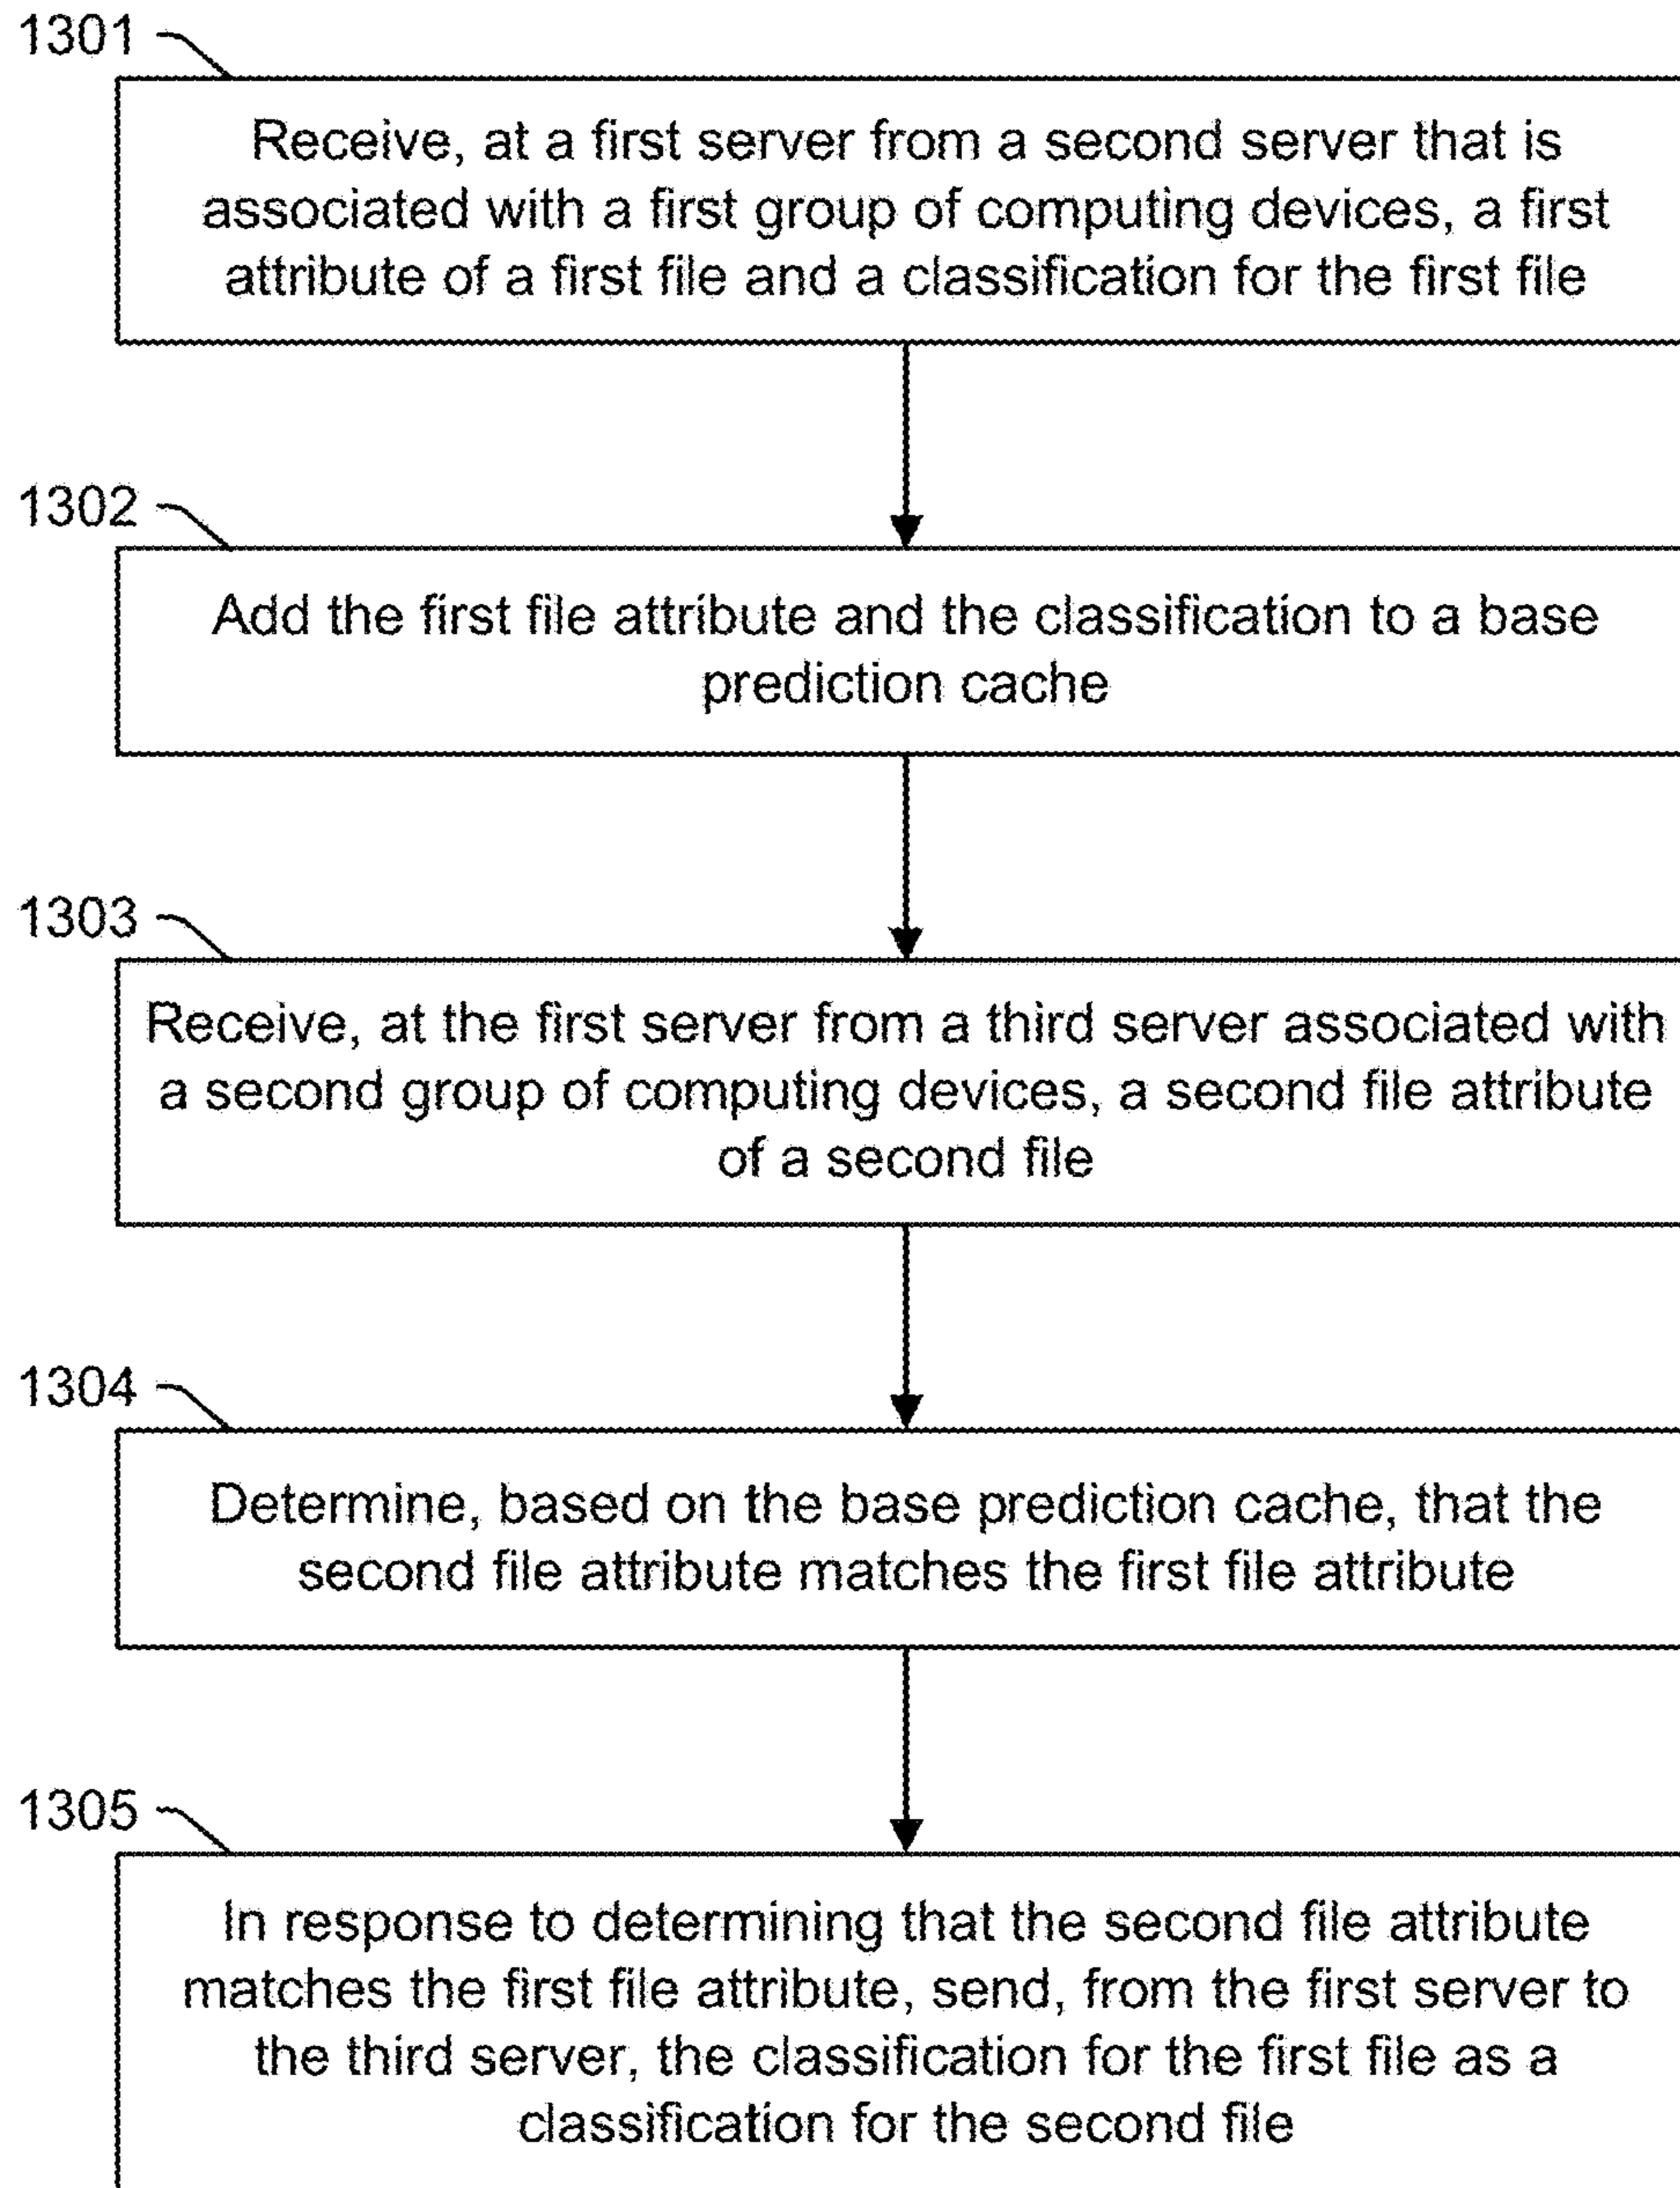 1301
Receive, at a first server from a second server that is
associated with a first group of computing devices, a first
attribute of a first file and a classification for the first file
1302
Add the first file attribute and the classification to a base
prediction cache
1303
Receive, at the first server from a third server associated with
a second group of computing devices, a second file attribute
of a second file
1304
Determine, based on the base prediction cache, that the
second file attribute matches the first file attribute
1305
In response to determining that the second file attribute
matches the first file attribute, send, from the first server to
the third server, the classification for the first file as a
classification for the second file